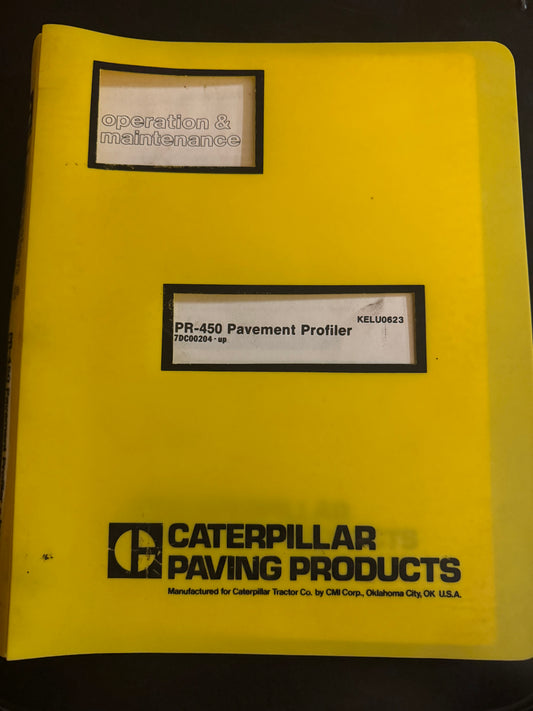 operation &
maintenance
KELU0623
PR-450 Pavement Profiler
7DC00204-up
CATERPILLAR
PAVING PRODUCTS
Manufactured for Caterpillar Tractor Co. by CMI Corp., Oklahoma City, OK U.S.A.